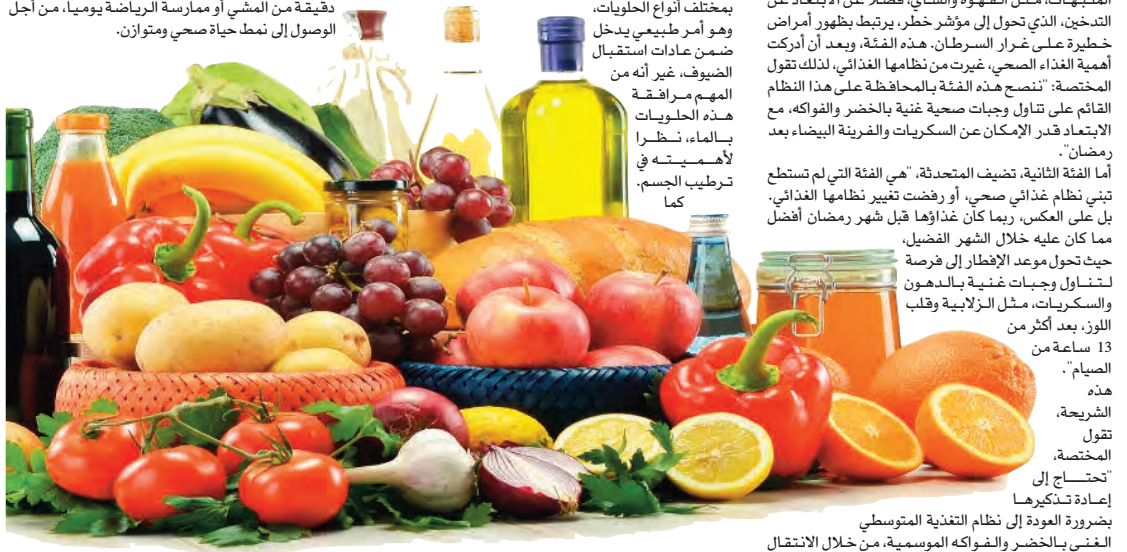 المنبهات، مثل القهوة والشاي، فضلا عن الابتعاد عن
التدخين، الذي تحول إلى مؤشر خطر، يرتبط بظهور أمراض
خطيرة على غرار السرطان. هذه الفئة، وبعد أن أدركت
أهمية الغذاء الصحي، غيرت من نظامها الغذائي، لذلك تقول
المختصة: "ننصح هذه الفئة بالمحافظة على هذا النظام
القائم على تناول وجبات صحية غنية بالخضر والفواكه، مع
الابتعاد قدر الإمكان عن السكريات والفرينة البيضاء بعد
رمضان".
أما الفئة الثانية، تضيف المتحدثة، "هي الفئة التي لم تستطع
تبني نظام غذائي صحي، أو رفضت تغيير نظامها الغذائي.
بل على العكس، ربما كان غذاؤها قبل شهر رمضان أفضل
مما كان عليه خلال الشهر الفضيل،
حيث تحول موعد الإفطار إلى فرصة
لتناول وجبات غنية بالدهون
والسكريات، مثل الزلابية وقلب
اللوز، بعد أكثر من
13 ساعة من
الصيام".
هذه
الشريحة،
تقول
المختصة،
"تحتاج إلى
إعادة تذكيرها
بضرورة العودة إلى نظام التغذية المتوسطي
الغني بالخضر والفواكه الموسمية، من خلال الانتقال
بمختلف أنواع الحلويات،
وهو أمر طبيعي يدخل
ضمن عادات استقبال
الضيوف، غير أنه من
المهم مرافقة
هذه الحلويات
بالماء، نظرا
لأهميته في
ترطيب الجسم.
كما
دقيقة من المشي أو ممارسة الرياضة يوميا، من أجل
الوصول إلى نمط حياة صحي ومتوازن.